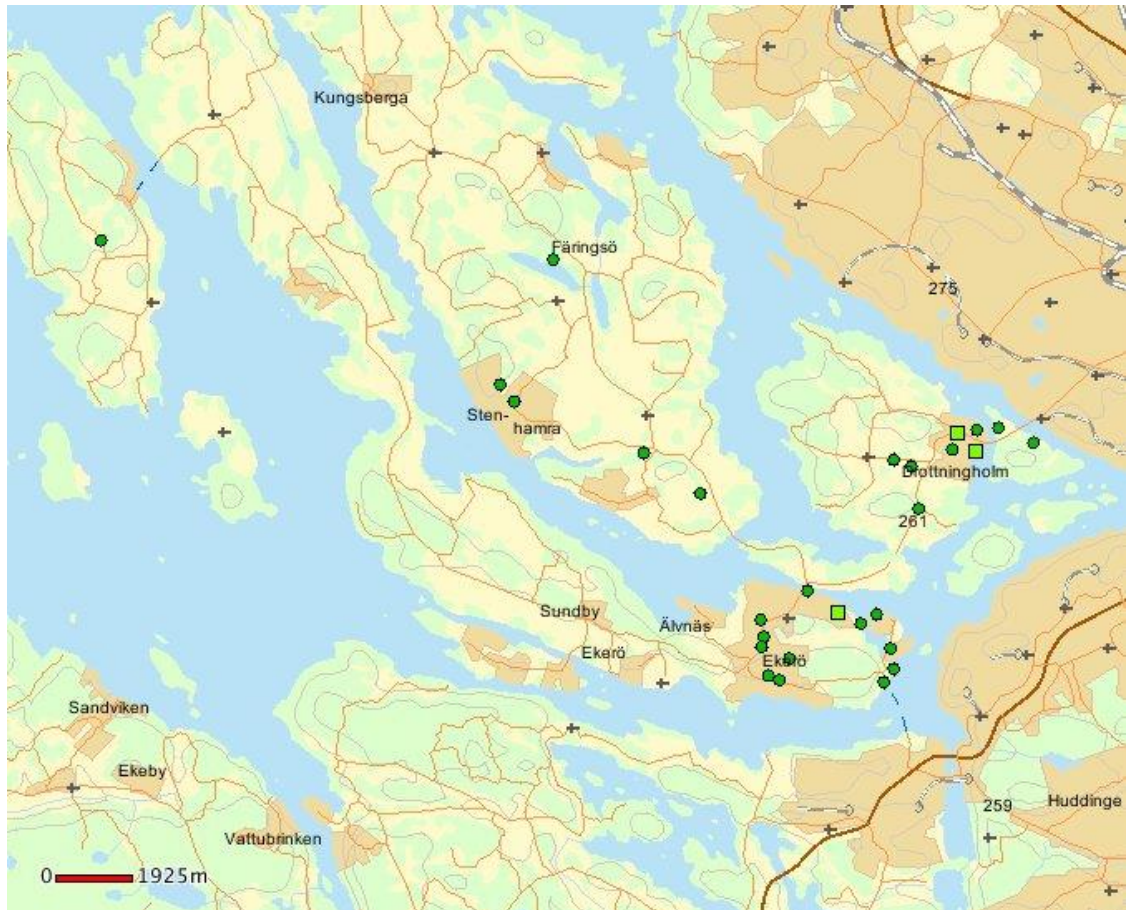 Kungsberga
Färingsö
275
Sten-
hamra
Drottningholm
261
Sundby
Älvnäs
Ekerö
Ekerö
Sandviken
Ekeby
259
Huddinge
Vattubrinken
0 1925m